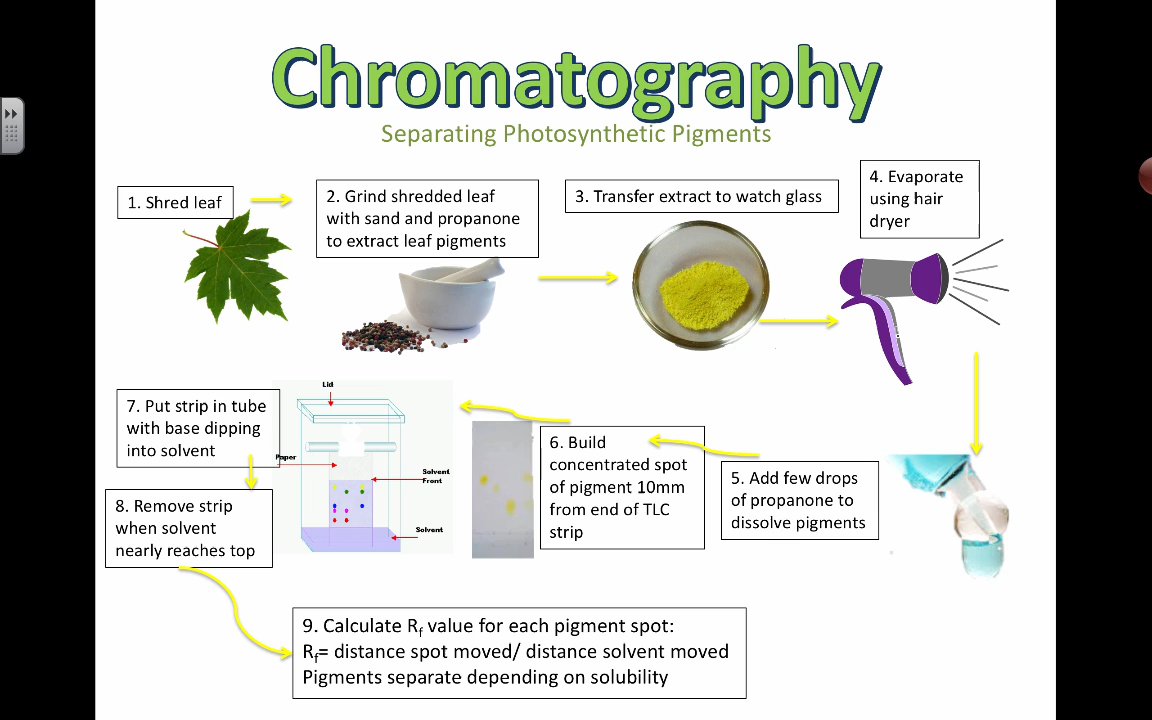 Chromatography
Separating Photosynthetic Pigments
1. Shred leaf
2. Grind shredded leaf
with sand and propanone
to extract leaf pigments
3. Transfer extract to watch glass
4. Evaporate
using hair
dryer
5. Add few drops
of propanone to
dissolve pigments
6. Build
concentrated spot
of pigment 10mm
from end of TLC
strip
7. Put strip in tube
with base dipping
into solvent
Lid
Paper
Solvent
Front
Solvent
8. Remove strip
when solvent
nearly reaches top
9. Calculate Rf value for each pigment spot:
Rf= distance spot moved/ distance solvent moved
Pigments separate depending on solubility